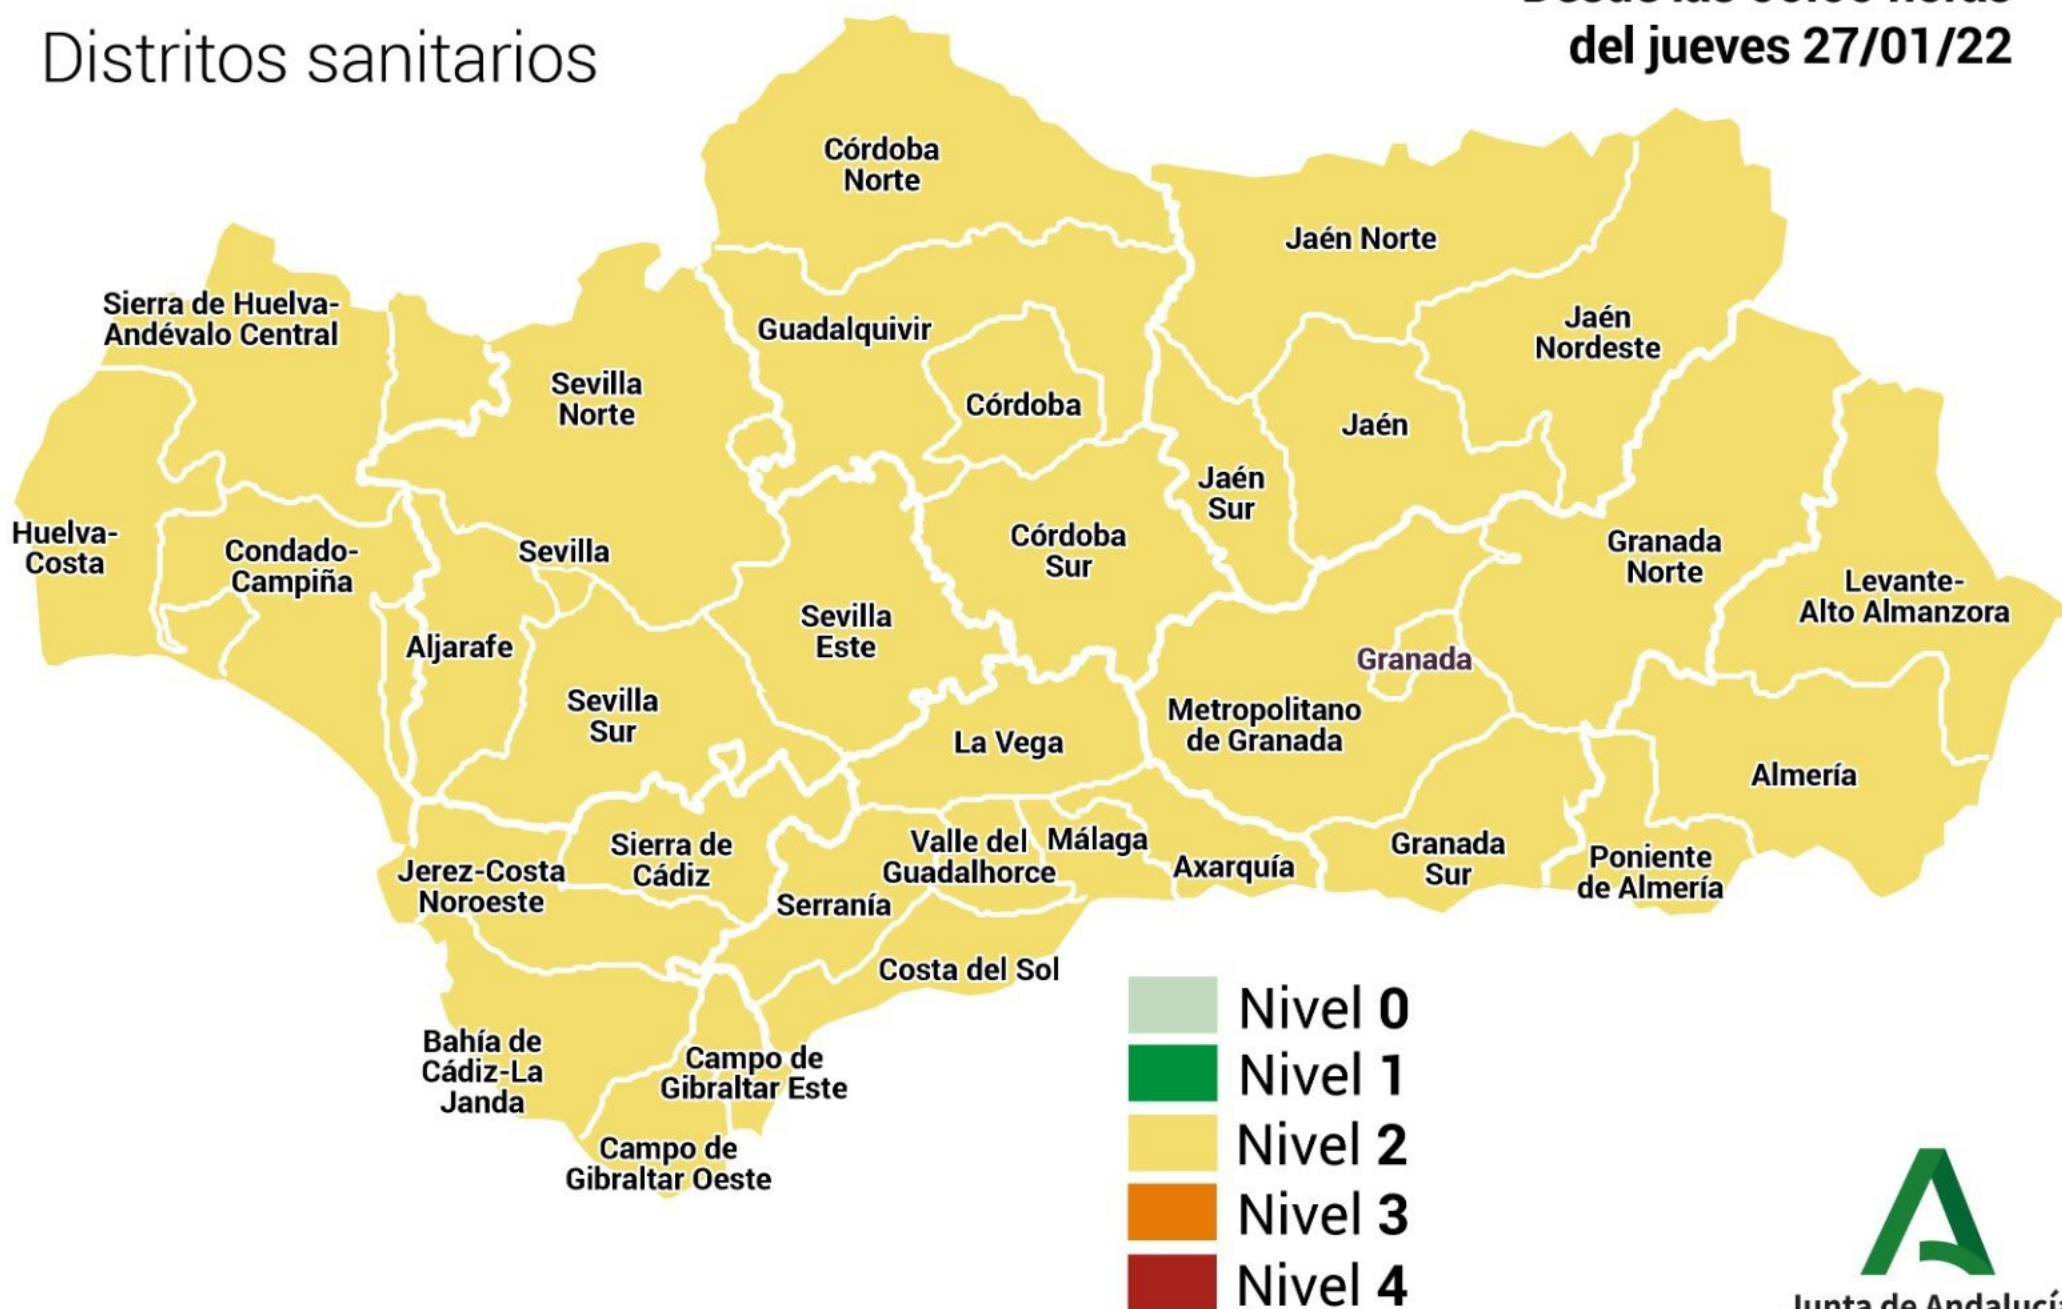 Distritos sanitarios
del jueves 27/01/22
Córdoba
Norte
Jaén Norte
Sierra de Huelva-
Andévalo Central
Guadalquivir
Jaén
Nordeste
Sevilla
Norte
Córdoba
Jaén
Jaén
Sur
Huelva-
Costa
Condado-
Campiña
Sevilla
Córdoba
Sur
Granada
Norte
Levante-
Alto Almanzora
Sevilla
Este
Aljarafe
Granada
Sevilla
Sur
Metropolitano
de Granada
La Vega
Almería
Sierra de
Cádiz
Valle del
Guadalhorce
Málaga
Axarquía
Granada
Sur
Poniente
de Almería
Jerez-Costa
Noroeste
Serranía
Costa del Sol
Bahía de
Cádiz-La
Janda
Campo de
Gibraltar Este
Campo de
Gibraltar Oeste
Nivel 0
Nivel 1
Nivel 2
Nivel 3
Nivel 4
Junta de Andalucí